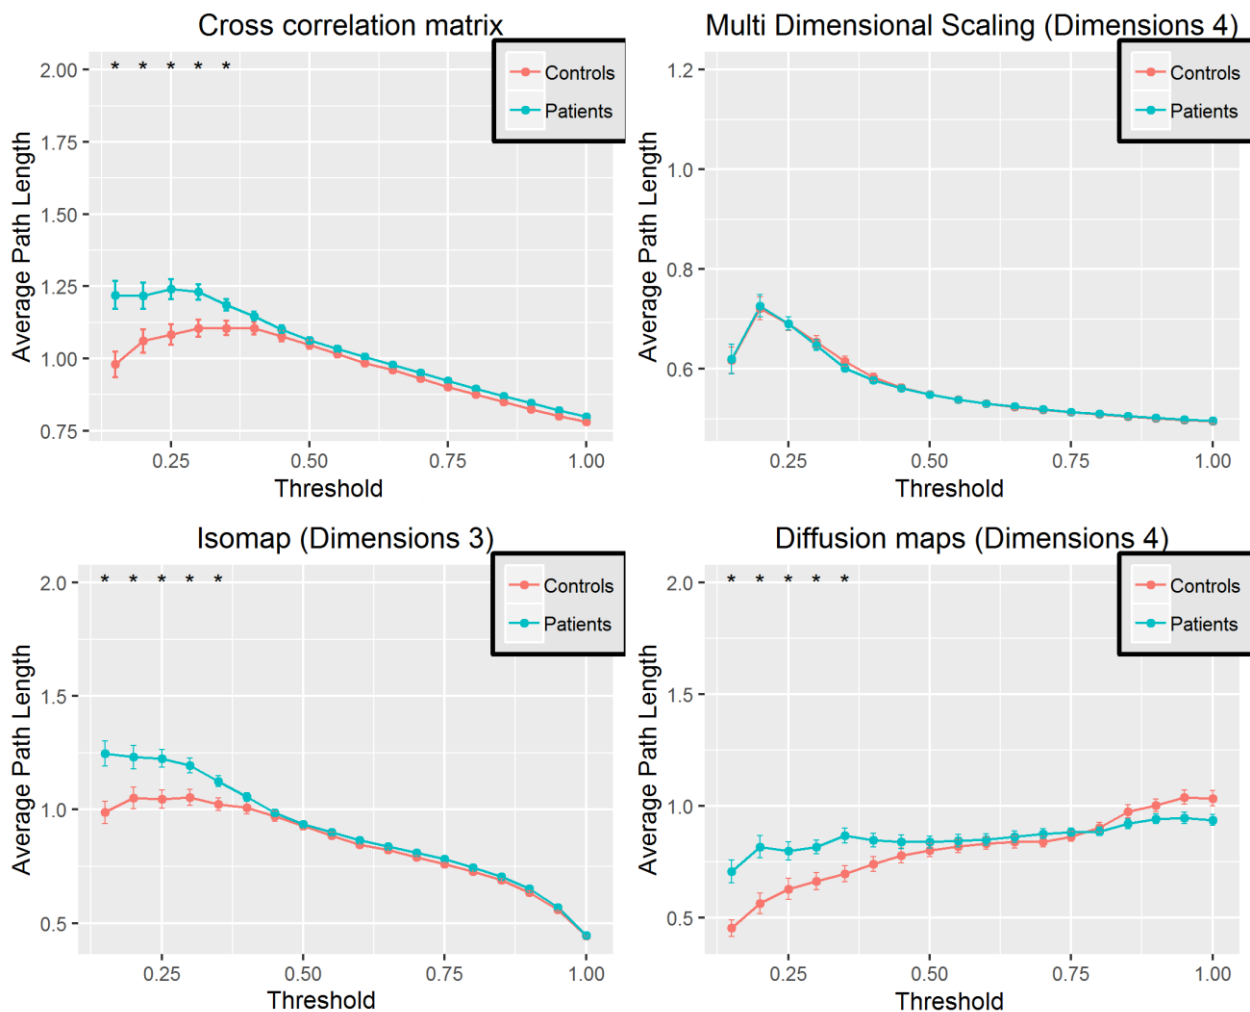 Cross correlation matrix
Controls
Patients
* * * * *
2.00
1.75
1.50
1.25
1.00
0.75
Average Path Length
0.25 0.50 0.75 1.00
Threshold
Multi Dimensional Scaling (Dimensions 4)
Controls
Patients
1.2
1.0
0.8
0.6
Average Path Length
0.25 0.50 0.75 1.00
Threshold
Isomap (Dimensions 3)
Controls
Patients
* * * * *
2.0
1.5
1.0
0.5
Average Path Length
0.25 0.50 0.75 1.00
Threshold
Diffusion maps (Dimensions 4)
Controls
Patients
* * * * *
2.0
1.5
1.0
0.5
Average Path Length
0.25 0.50 0.75 1.00
Threshold